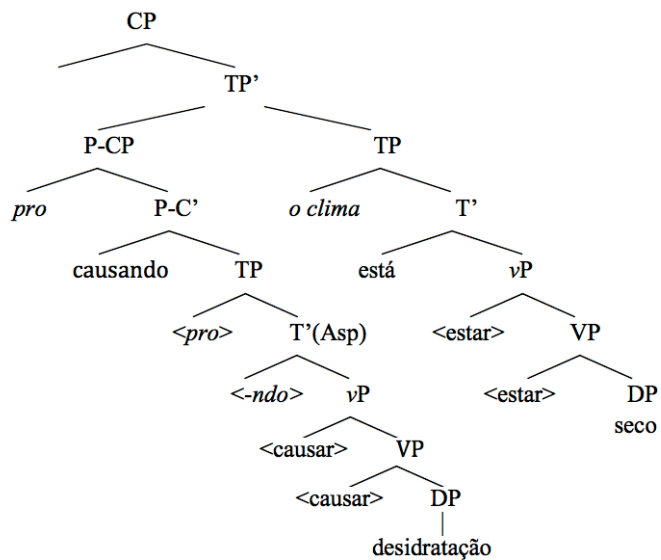 CP
TP’
P-CP TP
pro P-C’ o clima T’
causando TP está vP
<pro> T’(Asp) <estar> VP
<-ndo> vP <estar> DP
seco
<causar> VP
<causar> DP
desidratação